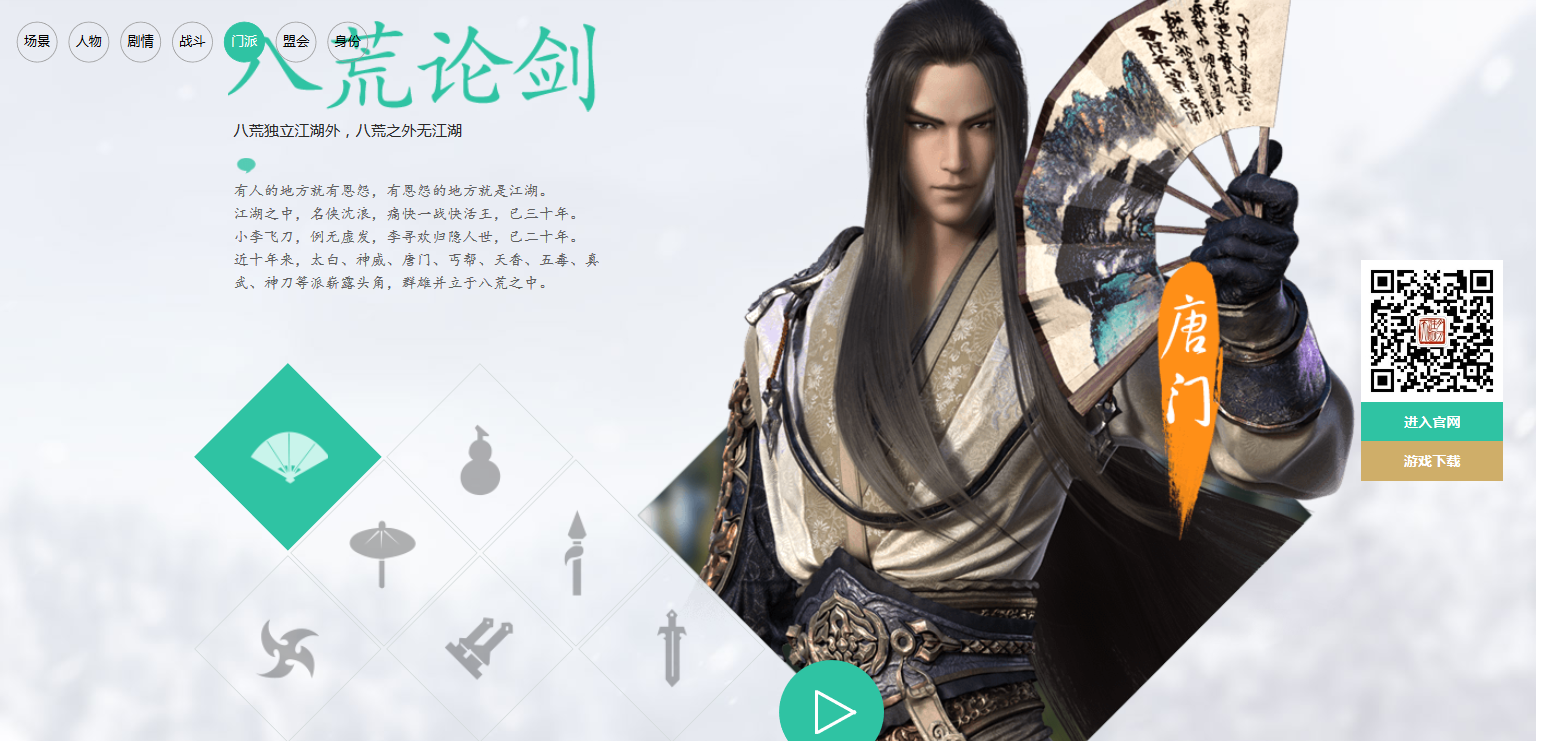 场景
人物
剧情
战斗
门派
盟会
身份
八荒论剑
八荒独立江湖外，八荒之外无江湖
有人的地方就有恩怨，有恩怨的地方就是江湖。
江湖之中，名侠沈浪，痛快一战快活王，已三十年。
小李飞刀，例无虚发，李寻欢归隐人世，已二十年。
近十年来，太白、神威、唐门、丐帮、天香、五毒、真
武、神刀等派崭露头角，群雄并立于八荒之中。
唐门
进入官网
游戏下载